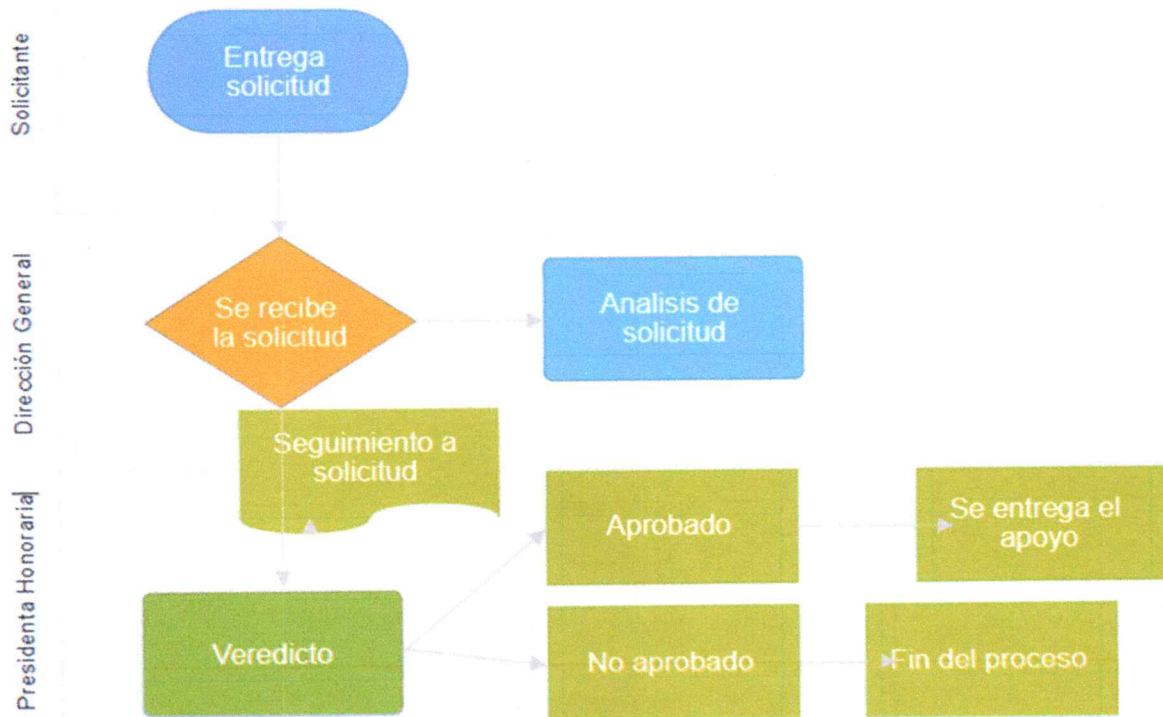 Solicitante
Entrega
solicitud
Dirección General
Se recibe
la solicitud
Analisis de
solicitud
Seguimiento a
solicitud
Presidenta Honoraria
Veredicto
Aprobado
Se entrega el
apoyo
No aprobado
Fin del proceso